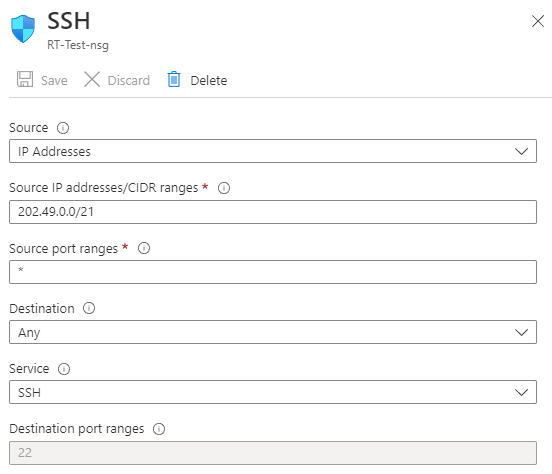 SSH
RT-Test-nsg
Save Discard Delete
Source
IP Addresses
Source IP addresses/CIDR ranges *
202.49.0.0/21
Source port ranges *
*
Destination
Any
Service
SSH
Destination port ranges
22